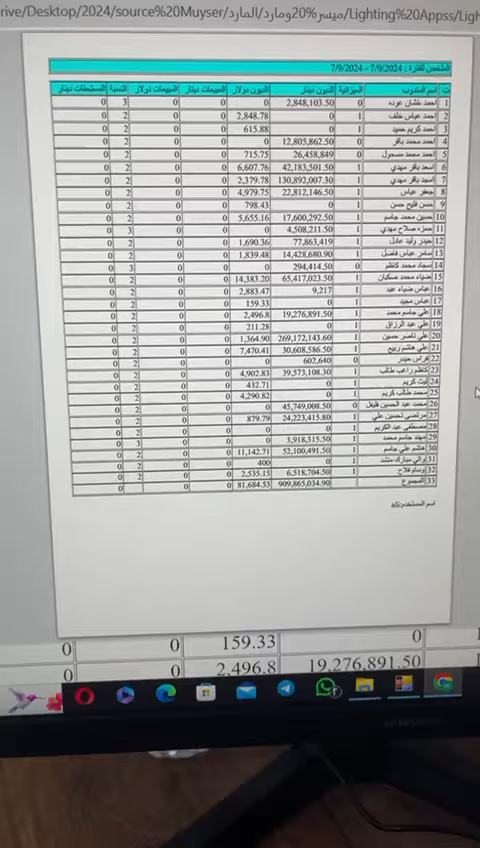 rive/Desktop/2024/source%20Muyser/ميسر%20ومارد/المارد/Lighting%20Appss/Ligh
الملخص للفترة : 7/9/2024 - 7/9/2024
ت اسم المندوب الميزانية الديون دينار الديون دولار المبيعات دينار المبيعات دولار النسبة المستحقات دينار
1 احمد خشان عوده 0 2,848,103.50 0 0 0 3 0
2 احمد عباس خلف 1 0 2,848.78 0 0 2 0
3 احمد كريم حميد 1 0 615.88 0 0 2 0
4 احمد محمد باقر 0 12,805,862.50 0 0 0 2 0
5 احمد محمد مسحول 0 26,458,849 715.75 0 0 2 0
6 اسعد باقر مهدي 1 42,183,501.50 6,607.76 0 0 2 0
7 امجد باقر مهدي 1 130,892,007.30 2,379.78 0 0 2 0
8 جعفر عباس 1 22,812,146.50 4,979.75 0 0 2 0
9 حسن فليح حسن 1 0 798.43 0 0 2 0
10 حسين محمد جاسم 1 17,600,292.50 5,655.16 0 0 2 0
11 حمزه صلاح مهدي 1 4,508,211.50 0 0 0 3 0
12 حيدر وليد عادل 1 77,863,419 1,690.36 0 0 2 0
13 سامر عباس فاضل 1 14,428,680.90 1,839.48 0 0 2 0
14 سجاد محمد كاظم 0 294,414.50 0 0 0 3 0
15 ضياء محمد صكبان 1 65,417,023.50 14,383.20 0 0 2 0
16 عباس ضياء عبد 1 9,217 2,883.47 0 0 2 0
17 عباس مجيد 1 0 159.33 0 0 2 0
18 علي جاسم محمد 1 19,276,891.50 2,496.8 0 0 2 0
19 علي عبد الرزاق 1 0 211.28 0 0 2 0
20 علي ناصر حسين 1 269,172,143.60 1,364.90 0 0 2 0
21 علي هاشم ربيع 1 30,608,586.50 7,470.41 0 0 2 0
22 فراس حيدر 0 602,640 0 0 0 2 0
23 كاظم راغب طالب 1 39,573,108.30 4,902.83 0 0 2 0
24 ليث كريم 1 0 432.71 0 0 2 0
25 محمد طالب كريم 1 0 4,290.82 0 0 2 0
26 محمد عبد الحسين 0 45,749,008.50 0 0 0 2 0
27 مرتضى تحسين علي 1 24,223,415.80 879.79 0 0 2 0
28 مصطفى عبد الكريم 1 0 0 0 0 2 0
29 مهند جاسم محمد 1 3,918,315.50 0 0 0 3 0
30 هاشم علي جاسم 1 52,100,491.50 11,142.71 0 0 2 0
31 والي مبارك منشد 1 0 400 0 0 2 0
32 وسام فلاح 1 6,518,704.50 2,535.15 0 0 2 0
33 المجموع 909,865,034.90 81,684.53 0 0 0
اسم المستخدم:ali
0 159.33 0 0
19,276,891.50 2,496.8 0 0